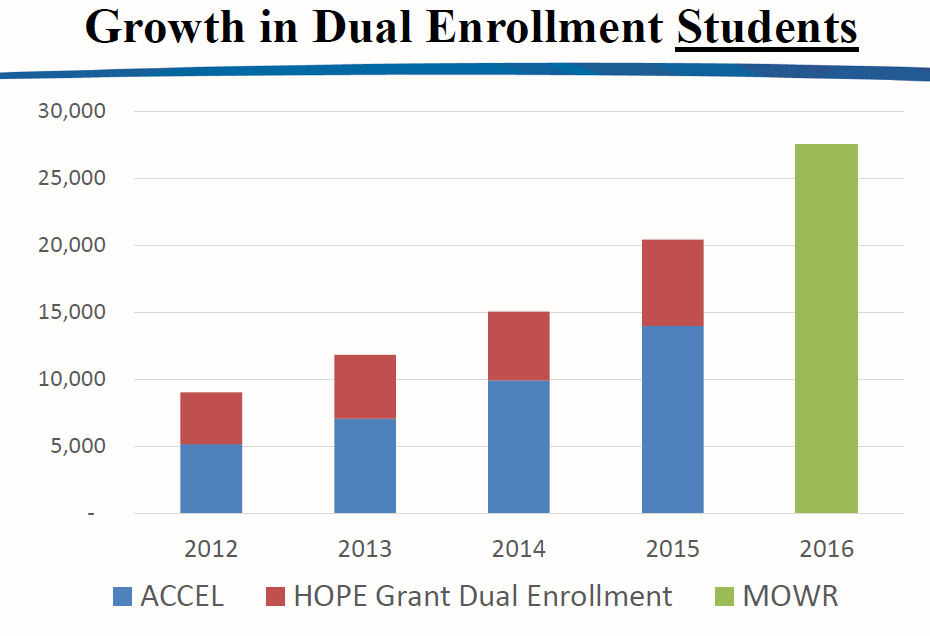 Growth in Dual Enrollment Students
30,000
25,000
20,000
15,000
10,000
5,000
-
2012 2013 2014 2015 2016
ACCEL HOPE Grant Dual Enrollment MOWR